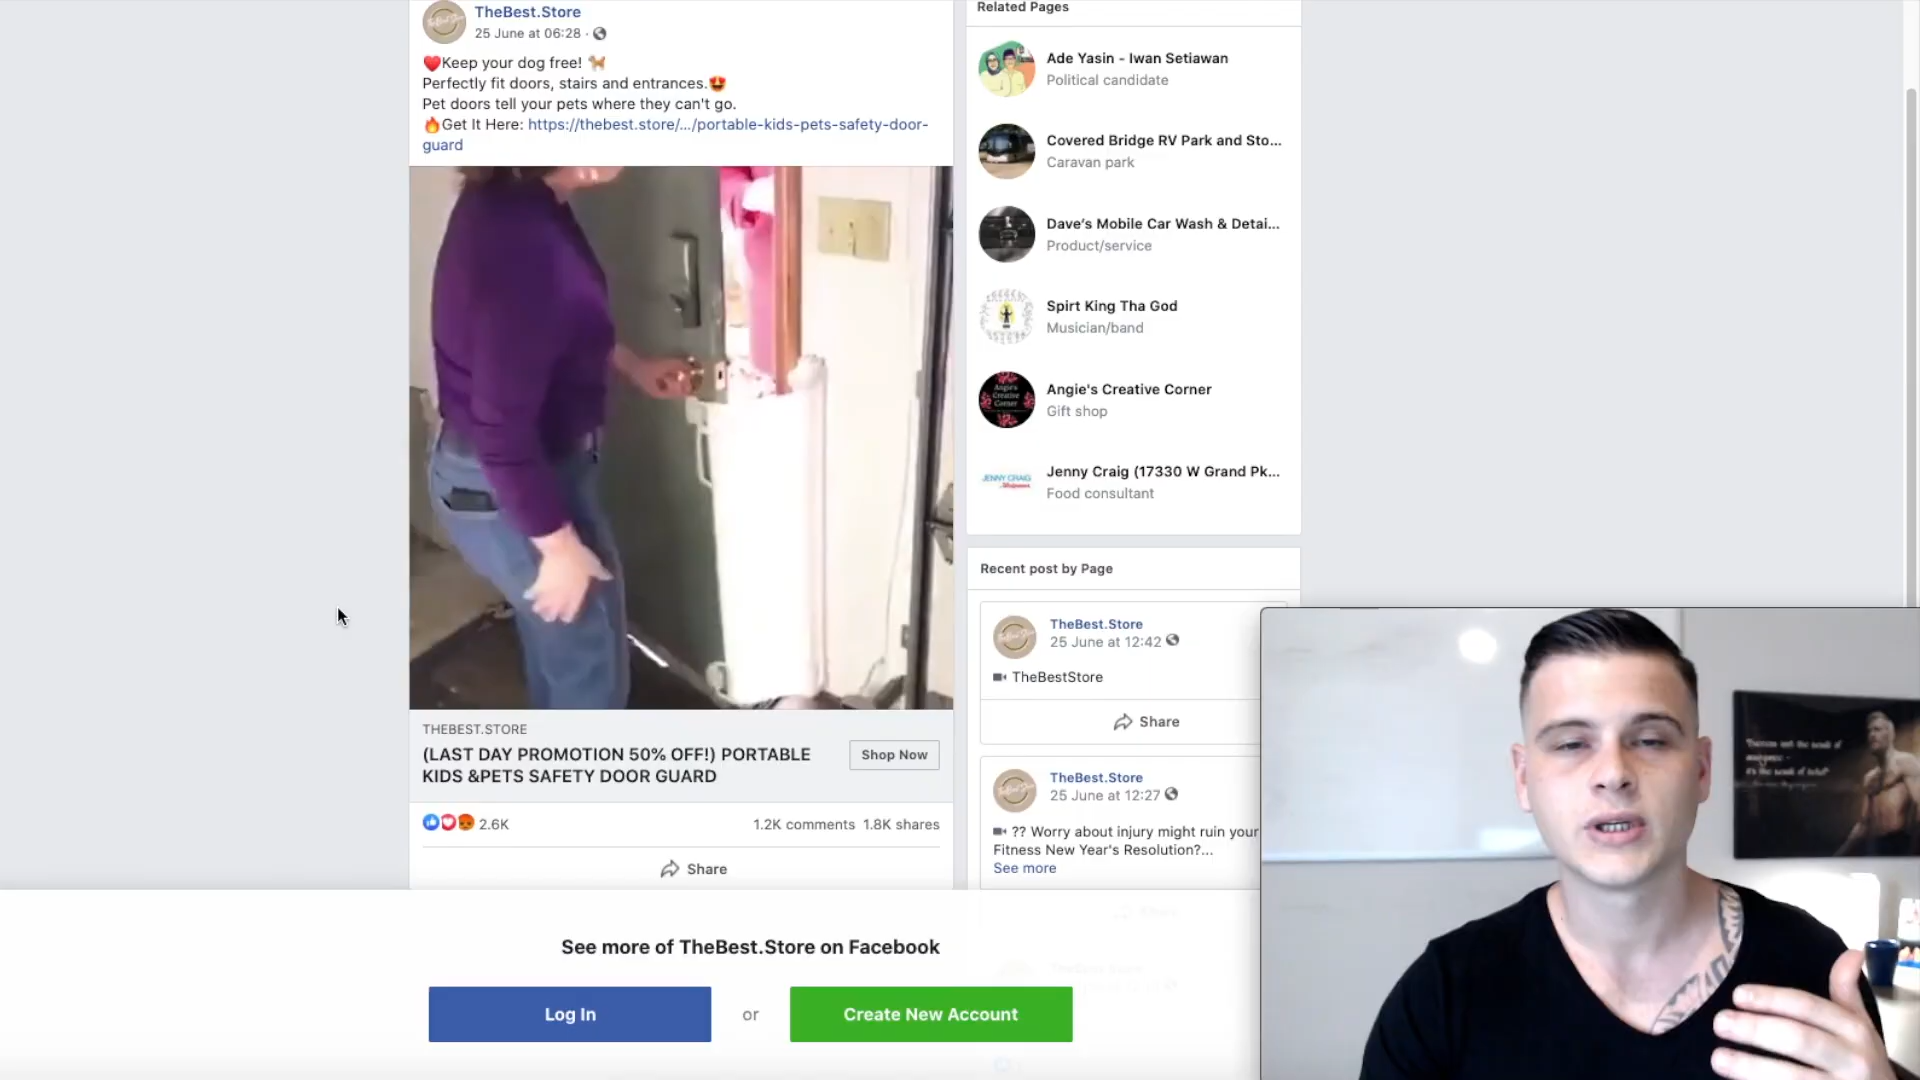 TheBest.Store
25 June at 06:28 ·
Keep your dog free!
Perfectly fit doors, stairs and entrances.
Pet doors tell your pets where they can't go.
Get It Here: https://thebest.store/.../portable-kids-pets-safety-door-
guard
THEBEST.STORE
(LAST DAY PROMOTION 50% OFF!) PORTABLE
KIDS &PETS SAFETY DOOR GUARD
Shop Now
2.6K
1.2K comments 1.8K shares
Share
Related Pages
Ade Yasin - Iwan Setiawan
Political candidate
Covered Bridge RV Park and Sto...
Caravan park
Dave's Mobile Car Wash & Detai...
Product/service
Spirt King Tha God
Musician/band
Angie's Creative Corner
Gift shop
Angie's
Creative
Corner
JENNY CRAIG
Jenny Craig (17330 W Grand Pk...
Food consultant
Recent post by Page
TheBest.Store
25 June at 12:42
TheBestStore
Share
TheBest.Store
25 June at 12:27
?? Worry about injury might ruin your
Fitness New Year's Resolution?...
See more
See more of TheBest.Store on Facebook
Log In
or
Create New Account